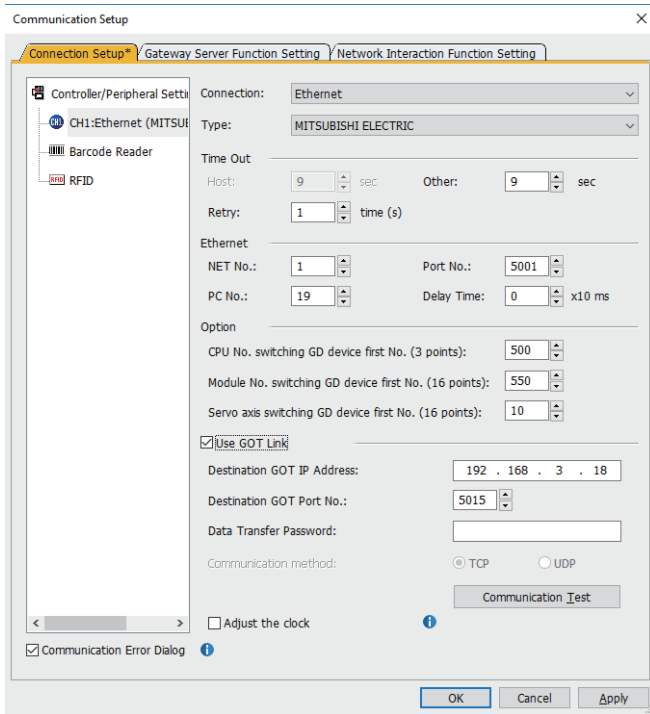 Communication Setup
Connection Setup* Gateway Server Function Setting Network Interaction Function Setting
Controller/Peripheral Setti
CH1 CH1:Ethernet (MITSUB
Barcode Reader
RFID RFID
Connection: Ethernet
Type: MITSUBISHI ELECTRIC
Time Out
Host: 9 sec Other: 9 sec
Retry: 1 time (s)
Ethernet
NET No.: 1 Port No.: 5001
PC No.: 19 Delay Time: 0 x10 ms
Option
CPU No. switching GD device first No. (3 points): 500
Module No. switching GD device first No. (16 points): 550
Servo axis switching GD device first No. (16 points): 10
Use GOT Link
Destination GOT IP Address: 192 . 168 . 3 . 18
Destination GOT Port No.: 5015
Data Transfer Password:
Communication method: TCP UDP
Communication Test
Adjust the clock
Communication Error Dialog
OK Cancel Apply